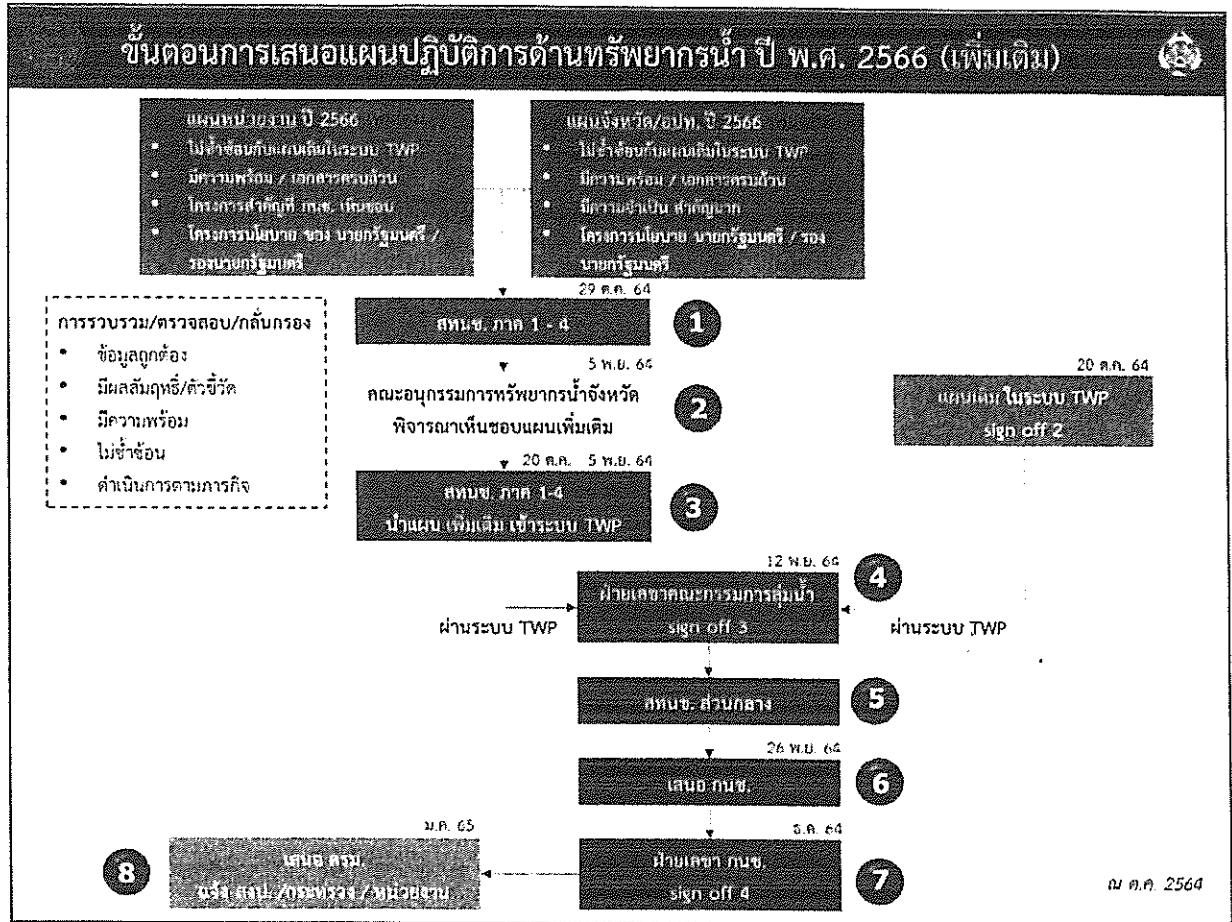 ขั้นตอนการเสนอแผนปฏิบัติการด้านทรัพยากรน้ำ ปี พ.ศ. 2566 (เพิ่มเติม)
แผนหน่วยงาน ปี 2566
• ไม่ซ้ำซ้อนกับแผนเดิมในระบบ TWP
• มีความพร้อม / เอกสารครบถ้วน
• โครงการสำคัญที่ กนช. เห็นชอบ
• โครงการนโยบาย ของ นายกรัฐมนตรี /
รองนายกรัฐมนตรี
แผนจังหวัด/อปท. ปี 2566
• ไม่ซ้ำซ้อนกับแผนเดิมในระบบ TWP
• มีความพร้อม / เอกสารครบถ้วน
• มีความจำเป็น สำคัญมาก
• โครงการนโยบาย นายกรัฐมนตรี / รอง
นายกรัฐมนตรี
29 ต.ค. 64
สทนช. ภาค 1 - 4
1
การรวบรวม/ตรวจสอบ/กลั่นกรอง
• ข้อมูลถูกต้อง
• มีผลสัมฤทธิ์/ตัวชี้วัด
• มีความพร้อม
• ไม่ซ้ำซ้อน
• ดำเนินการตามภารกิจ
5 พ.ย. 64
คณะอนุกรรมการทรัพยากรน้ำจังหวัด
พิจารณาเห็นชอบแผนเพิ่มเติม
2
20 ต.ค. 64
แผนเดิม ในระบบ TWP
sign off 2
20 ต.ค. 5 พ.ย. 64
สทนช. ภาค 1-4
นำแผน เพิ่มเติม เข้าระบบ TWP
3
12 พ.ย. 64
ฝ่ายเลขาคณะกรรมการลุ่มน้ำ
sign off 3
4
ผ่านระบบ TWP
ผ่านระบบ TWP
สทนช. ส่วนกลาง
5
26 พ.ย. 64
เสนอ กนช.
6
ธ.ค. 64
ฝ่ายเลขา กนช.
sign off 4
7
ม.ค. 65
เสนอ ครม.
แจ้ง สงป. /กระทรวง / หน่วยงาน
8
ณ ต.ค. 2564